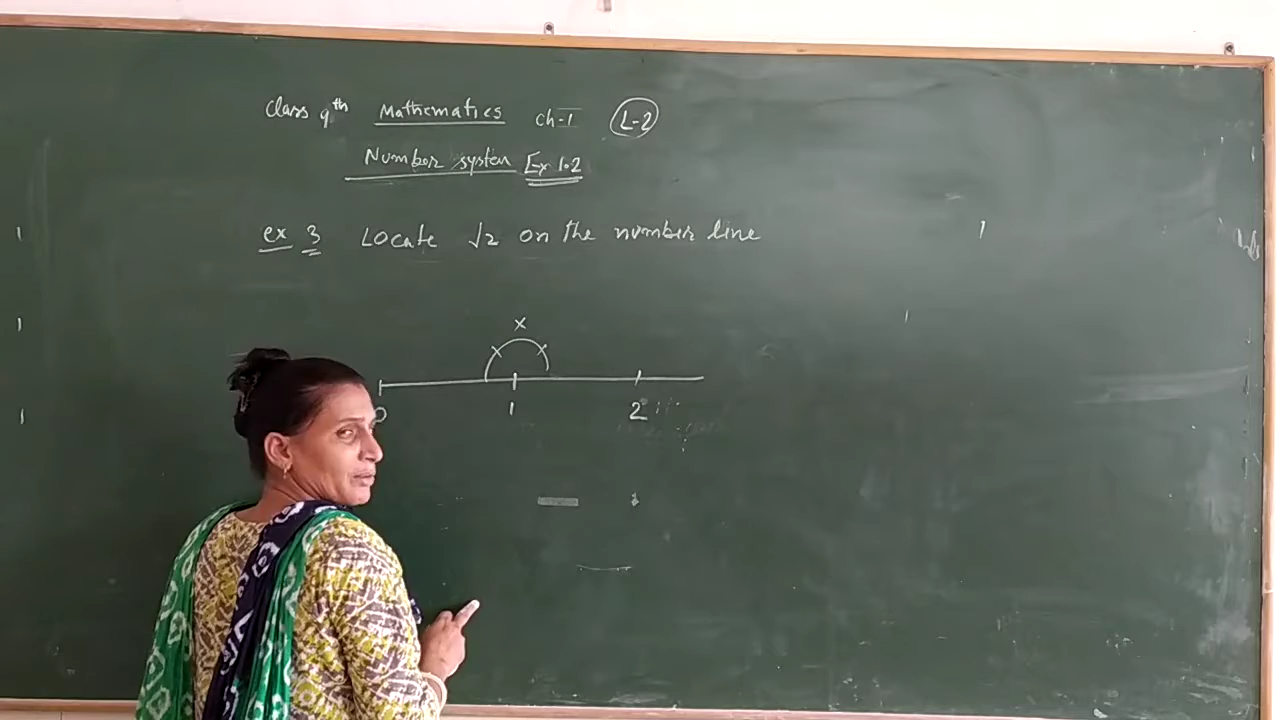 Class 9th Mathematics ch-I L-2
Number system Ex 1.2
ex 3 Locate √2 on the number line
x
0 1 2